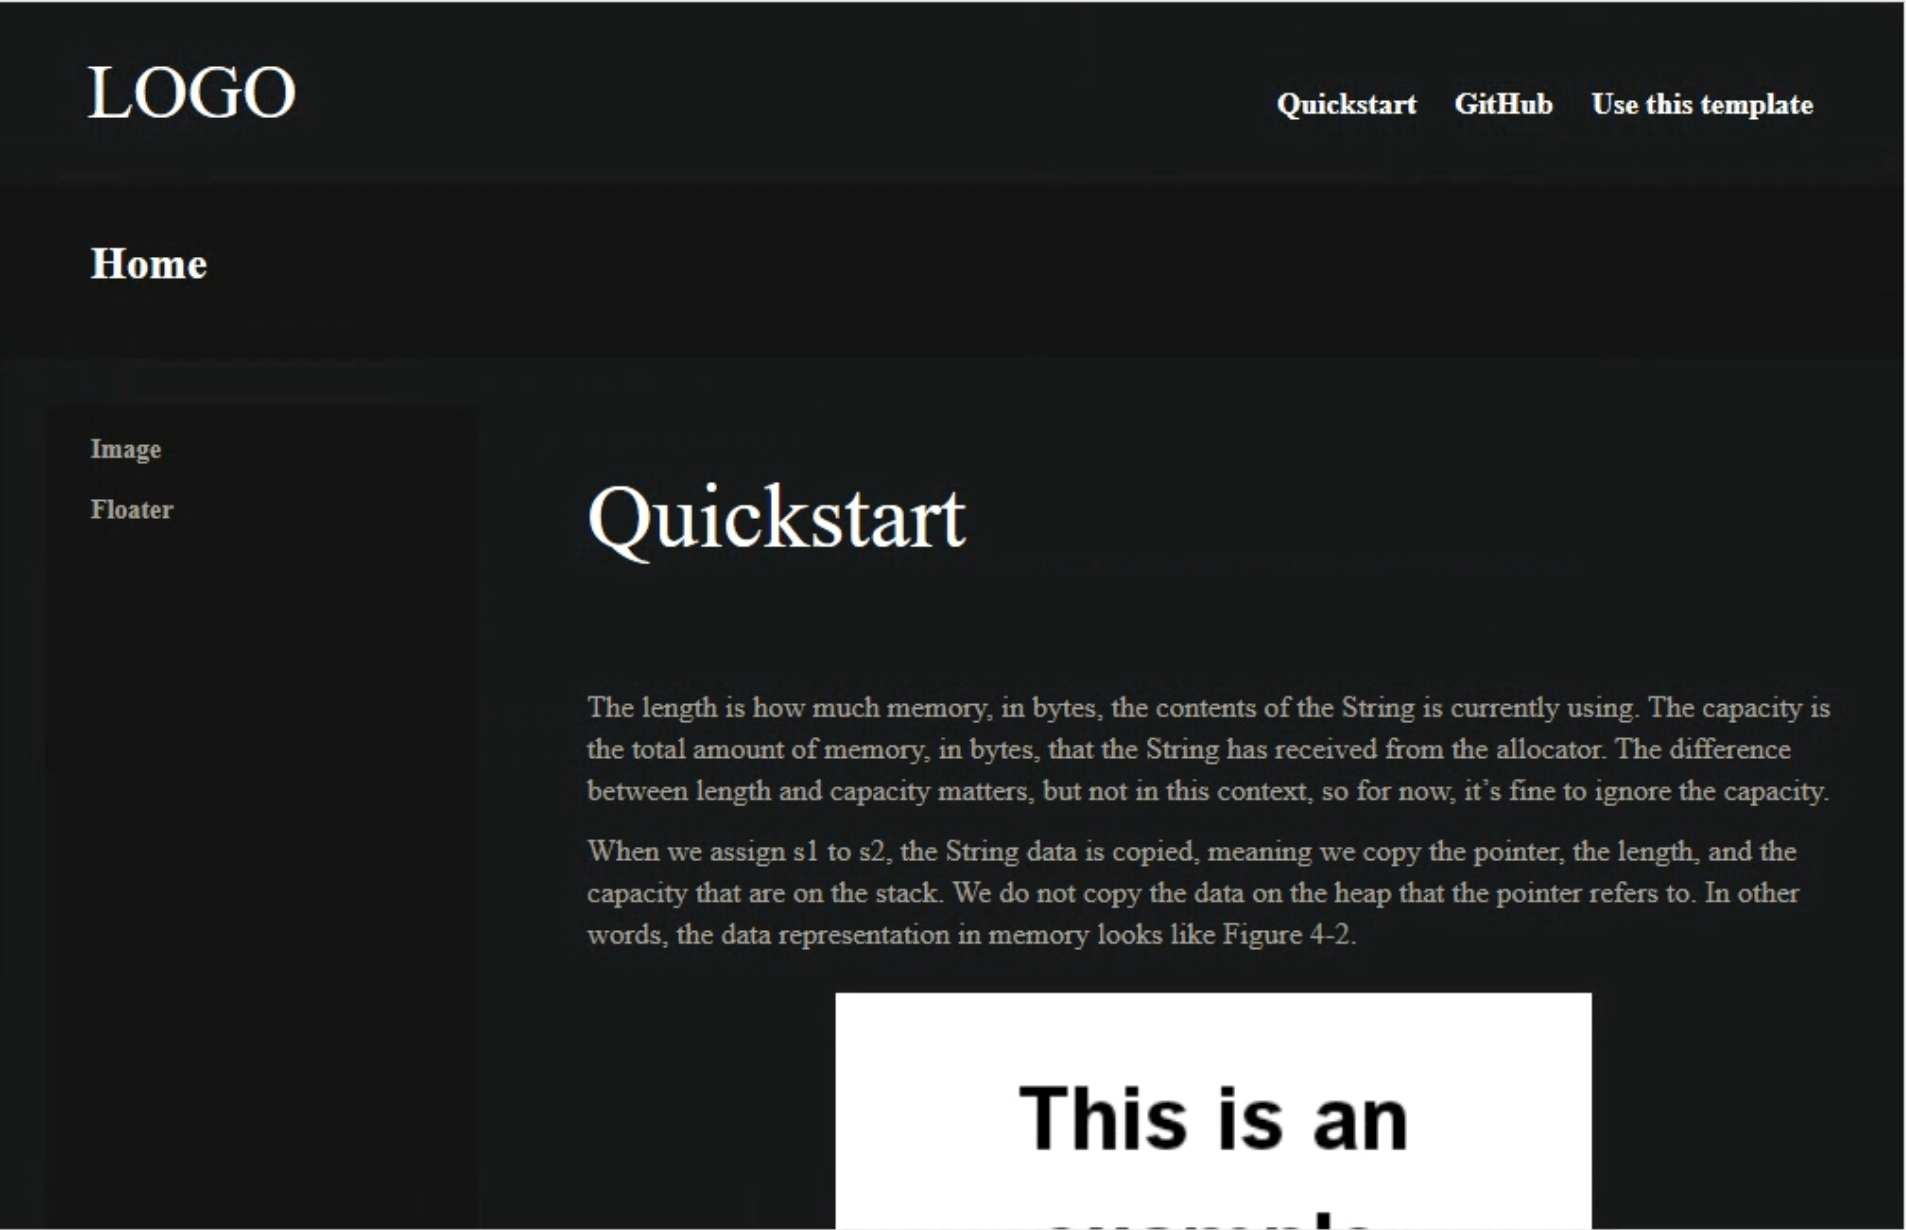 LOGO
Quickstart GitHub Use this template
Home
Image
Floater
Quickstart
The length is how much memory, in bytes, the contents of the String is currently using. The capacity is
the total amount of memory, in bytes, that the String has received from the allocator. The difference
between length and capacity matters, but not in this context, so for now, it’s fine to ignore the capacity.
When we assign s1 to s2, the String data is copied, meaning we copy the pointer, the length, and the
capacity that are on the stack. We do not copy the data on the heap that the pointer refers to. In other
words, the data representation in memory looks like Figure 4-2.
This is an